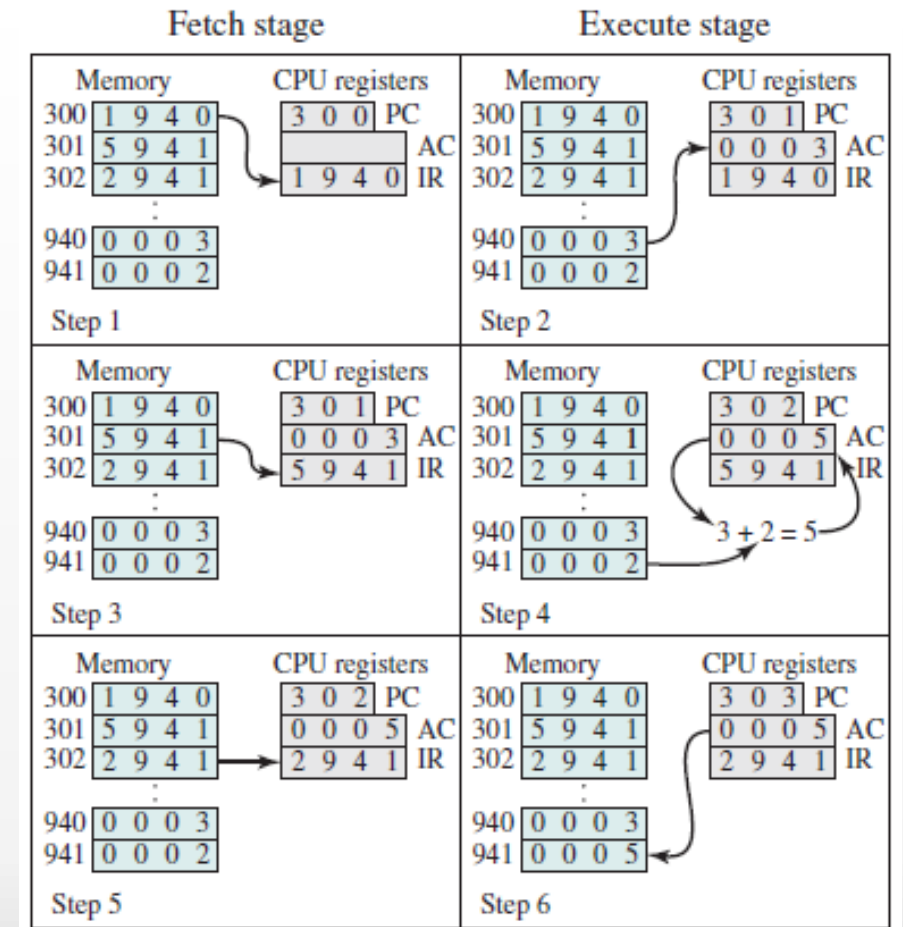 Fetch stage Execute stage
Memory CPU registers
300 1 9 4 0 3 0 0 PC
301 5 9 4 1 AC
302 2 9 4 1 1 9 4 0 IR
:
940 0 0 0 3
941 0 0 0 2
Step 1
Memory CPU registers
300 1 9 4 0 3 0 1 PC
301 5 9 4 1 0 0 0 3 AC
302 2 9 4 1 1 9 4 0 IR
:
940 0 0 0 3
941 0 0 0 2
Step 2
Memory CPU registers
300 1 9 4 0 3 0 1 PC
301 5 9 4 1 0 0 0 3 AC
302 2 9 4 1 5 9 4 1 IR
:
940 0 0 0 3
941 0 0 0 2
Step 3
Memory CPU registers
300 1 9 4 0 3 0 2 PC
301 5 9 4 1 0 0 0 5 AC
302 2 9 4 1 5 9 4 1 IR
:
940 0 0 0 3 3 + 2 = 5
941 0 0 0 2
Step 4
Memory CPU registers
300 1 9 4 0 3 0 2 PC
301 5 9 4 1 0 0 0 5 AC
302 2 9 4 1 2 9 4 1 IR
:
940 0 0 0 3
941 0 0 0 2
Step 5
Memory CPU registers
300 1 9 4 0 3 0 3 PC
301 5 9 4 1 0 0 0 5 AC
302 2 9 4 1 2 9 4 1 IR
:
940 0 0 0 3
941 0 0 0 5
Step 6